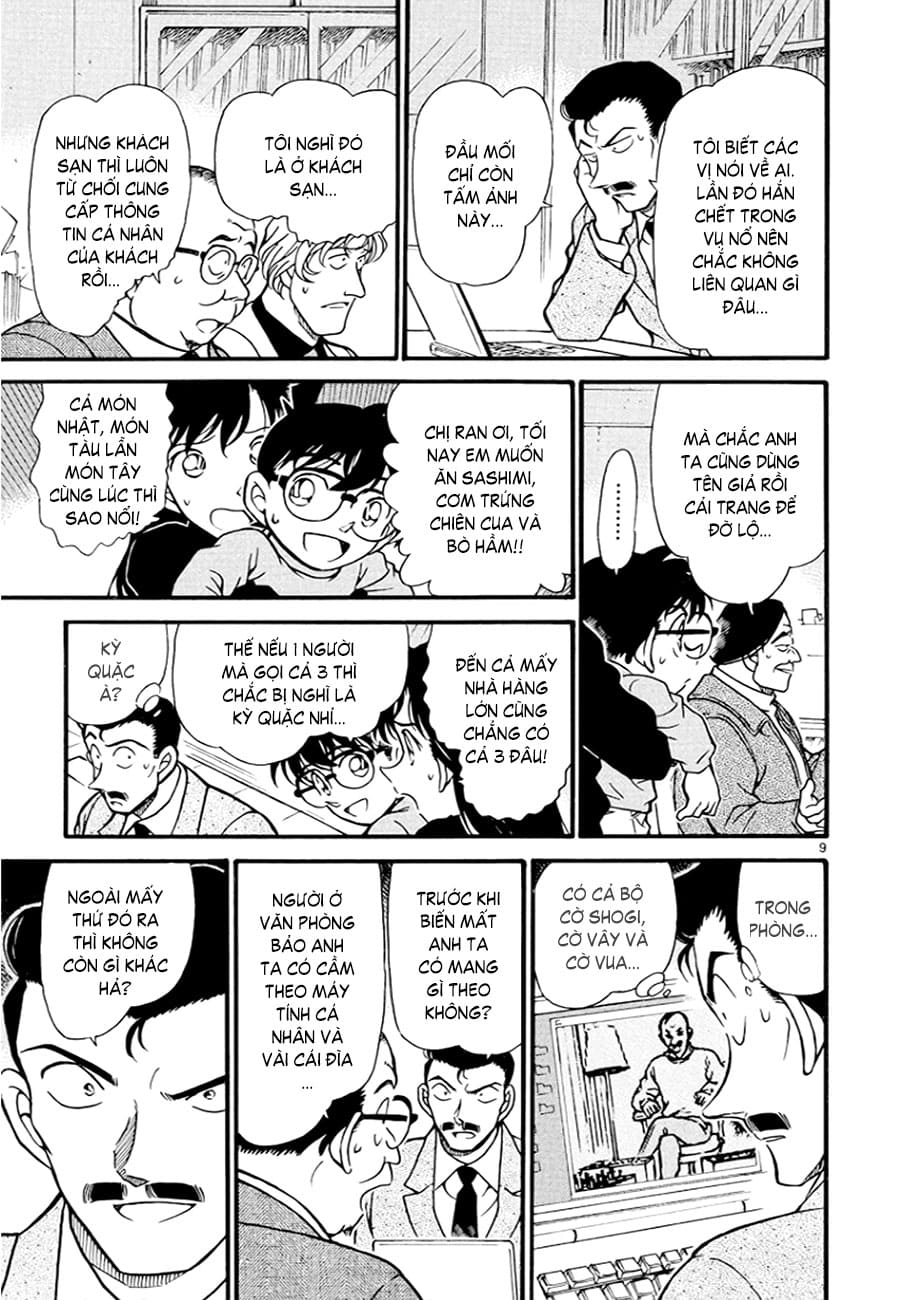 TÔI BIẾT CÁC
VỊ NÓI VỀ AI.
LẦN ĐÓ HẮN
CHẾT TRONG
VỤ NỔ NÊN
CHẮC KHÔNG
LIÊN QUAN GÌ
ĐÂU...
ĐẦU MỐI
CHỈ CÒN
TẤM ẢNH
NÀY...
TÔI NGHĨ ĐÓ
LÀ Ở KHÁCH
SẠN...
NHƯNG KHÁCH
SẠN THÌ LUÔN
TỪ CHỐI CUNG
CẤP THÔNG
TIN CÁ NHÂN
CỦA KHÁCH
RỒI...
MÀ CHẮC ANH
TA CŨNG DÙNG
TÊN GIẢ RỒI
CẢI TRANG ĐỂ
ĐỠ LỘ...
.........
CHỊ RAN ƠI, TỐI
NAY EM MUỐN
ĂN SASHIMI,
CƠM TRỨNG
CHIÊN CUA VÀ
BÒ HẦM!!
CẢ MÓN
NHẬT, MÓN
TÀU LẪN
MÓN TÂY
CÙNG LÚC THÌ
SAO NỔI!
ĐẾN CẢ MẤY
NHÀ HÀNG
LỚN CŨNG
CHẲNG CÓ
CẢ 3 ĐÂU!
THẾ NẾU 1 NGƯỜI
MÀ GỌI CẢ 3 THÌ
CHẮC BỊ NGHĨ LÀ
KỲ QUẶC NHỈ...
KỲ
QUẶC
À?
9
TRONG
PHÒNG...
CÓ CẢ BỘ
CỜ SHOGI,
CỜ VÂY VÀ
CỜ VUA...
TRƯỚC KHI
BIẾN MẤT
ANH TA
CÓ MANG
GÌ THEO
KHÔNG?
NGƯỜI Ở
VĂN PHÒNG
BẢO ANH
TA CÓ CẦM
THEO MÁY
TÍNH CÁ
NHÂN VÀ
VÀI CÁI ĐĨA
...
NGOÀI MẤY
THỨ ĐÓ RA
THÌ KHÔNG
CÒN GÌ KHÁC
HẢ?